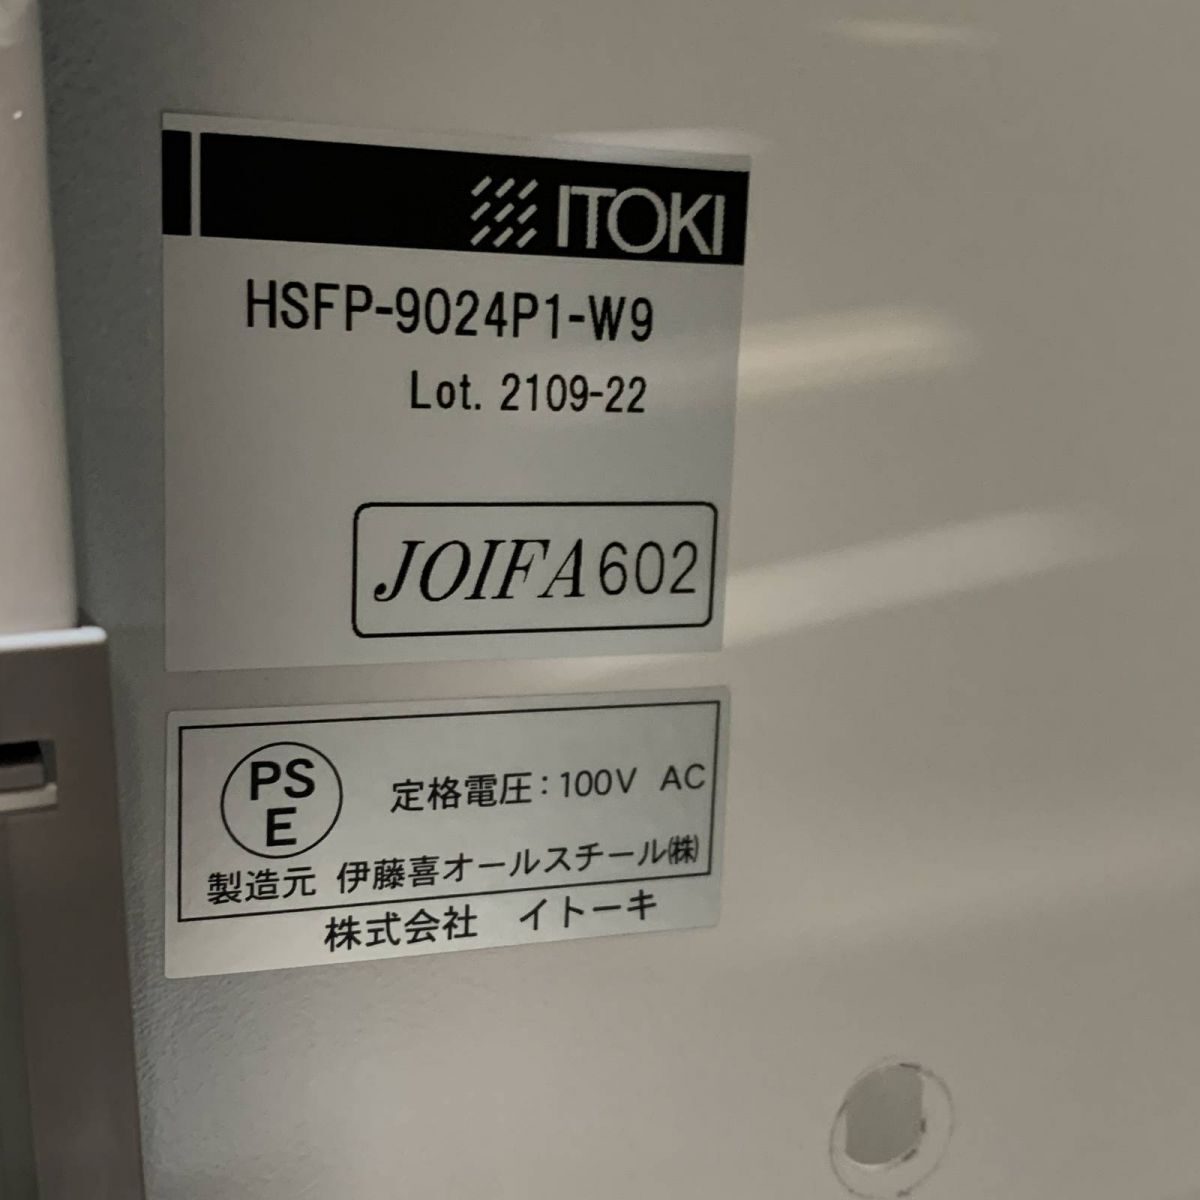 ITOKI
HSFP-9024P1-W9
Lot. 2109-22
JOIFA602
PS
E
定格電圧:100V AC
製造元 伊藤喜オールスチール㈱
株式会社 イトーキ